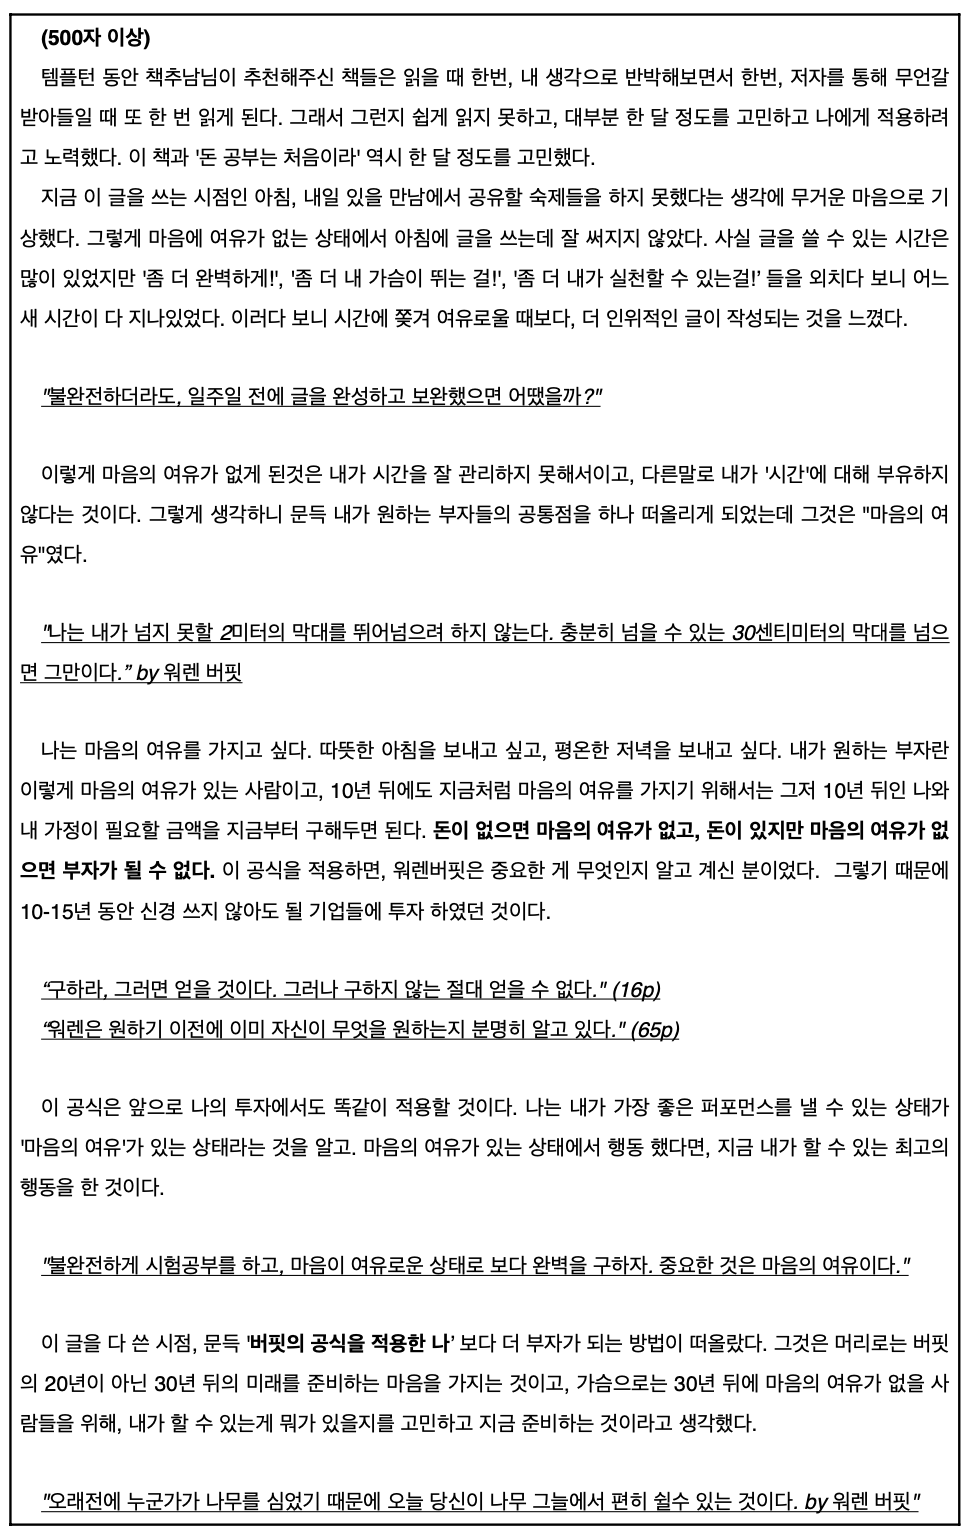 (500자 이상)
템플턴 동안 책추남님이 추천해주신 책들은 읽을 때 한번, 내 생각으로 반박해보면서 한번, 저자를 통해 무언갈
받아들일 때 또 한 번 읽게 된다. 그래서 그런지 쉽게 읽지 못하고, 대부분 한 달 정도를 고민하고 나에게 적용하려
고 노력했다. 이 책과 '돈 공부는 처음이라' 역시 한 달 정도를 고민했다.
지금 이 글을 쓰는 시점인 아침, 내일 있을 만남에서 공유할 숙제들을 하지 못했다는 생각에 무거운 마음으로 기
상했다. 그렇게 마음에 여유가 없는 상태에서 아침에 글을 쓰는데 잘 써지지 않았다. 사실 글을 쓸 수 있는 시간은
많이 있었지만 '좀 더 완벽하게!', '좀 더 내 가슴이 뛰는 걸!', '좀 더 내가 실천할 수 있는걸!’ 들을 외치다 보니 어느
새 시간이 다 지나있었다. 이러다 보니 시간에 쫒겨 여유로울 때보다, 더 인위적인 글이 작성되는 것을 느꼈다.
"불완전하더라도, 일주일 전에 글을 완성하고 보완했으면 어땠을까?"
이렇게 마음의 여유가 없게 된것은 내가 시간을 잘 관리하지 못해서이고, 다른말로 내가 '시간'에 대해 부유하지
않다는 것이다. 그렇게 생각하니 문득 내가 원하는 부자들의 공통점을 하나 떠올리게 되었는데 그것은 "마음의 여
유"였다.
"나는 내가 넘지 못할 2미터의 막대를 뛰어넘으려 하지 않는다. 충분히 넘을 수 있는 30센티미터의 막대를 넘으
면 그만이다.” by 워렌 버핏
나는 마음의 여유를 가지고 싶다. 따뜻한 아침을 보내고 싶고, 평온한 저녁을 보내고 싶다. 내가 원하는 부자란
이렇게 마음의 여유가 있는 사람이고, 10년 뒤에도 지금처럼 마음의 여유를 가지기 위해서는 그저 10년 뒤인 나와
내 가정이 필요할 금액을 지금부터 구해두면 된다. 돈이 없으면 마음의 여유가 없고, 돈이 있지만 마음의 여유가 없
으면 부자가 될 수 없다. 이 공식을 적용하면, 워렌버핏은 중요한 게 무엇인지 알고 계신 분이었다. 그렇기 때문에
10-15년 동안 신경 쓰지 않아도 될 기업들에 투자 하였던 것이다.
“구하라, 그러면 얻을 것이다. 그러나 구하지 않는 절대 얻을 수 없다." (16p)
“워렌은 원하기 이전에 이미 자신이 무엇을 원하는지 분명히 알고 있다." (65p)
이 공식은 앞으로 나의 투자에서도 똑같이 적용할 것이다. 나는 내가 가장 좋은 퍼포먼스를 낼 수 있는 상태가
'마음의 여유'가 있는 상태라는 것을 알고. 마음의 여유가 있는 상태에서 행동 했다면, 지금 내가 할 수 있는 최고의
행동을 한 것이다.
"불완전하게 시험공부를 하고, 마음이 여유로운 상태로 보다 완벽을 구하자. 중요한 것은 마음의 여유이다."
이 글을 다 쓴 시점, 문득 '버핏의 공식을 적용한 나’ 보다 더 부자가 되는 방법이 떠올랐다. 그것은 머리로는 버핏
의 20년이 아닌 30년 뒤의 미래를 준비하는 마음을 가지는 것이고, 가슴으로는 30년 뒤에 마음의 여유가 없을 사
람들을 위해, 내가 할 수 있는게 뭐가 있을지를 고민하고 지금 준비하는 것이라고 생각했다.
"오래전에 누군가가 나무를 심었기 때문에 오늘 당신이 나무 그늘에서 편히 쉴수 있는 것이다. by 워렌 버핏"